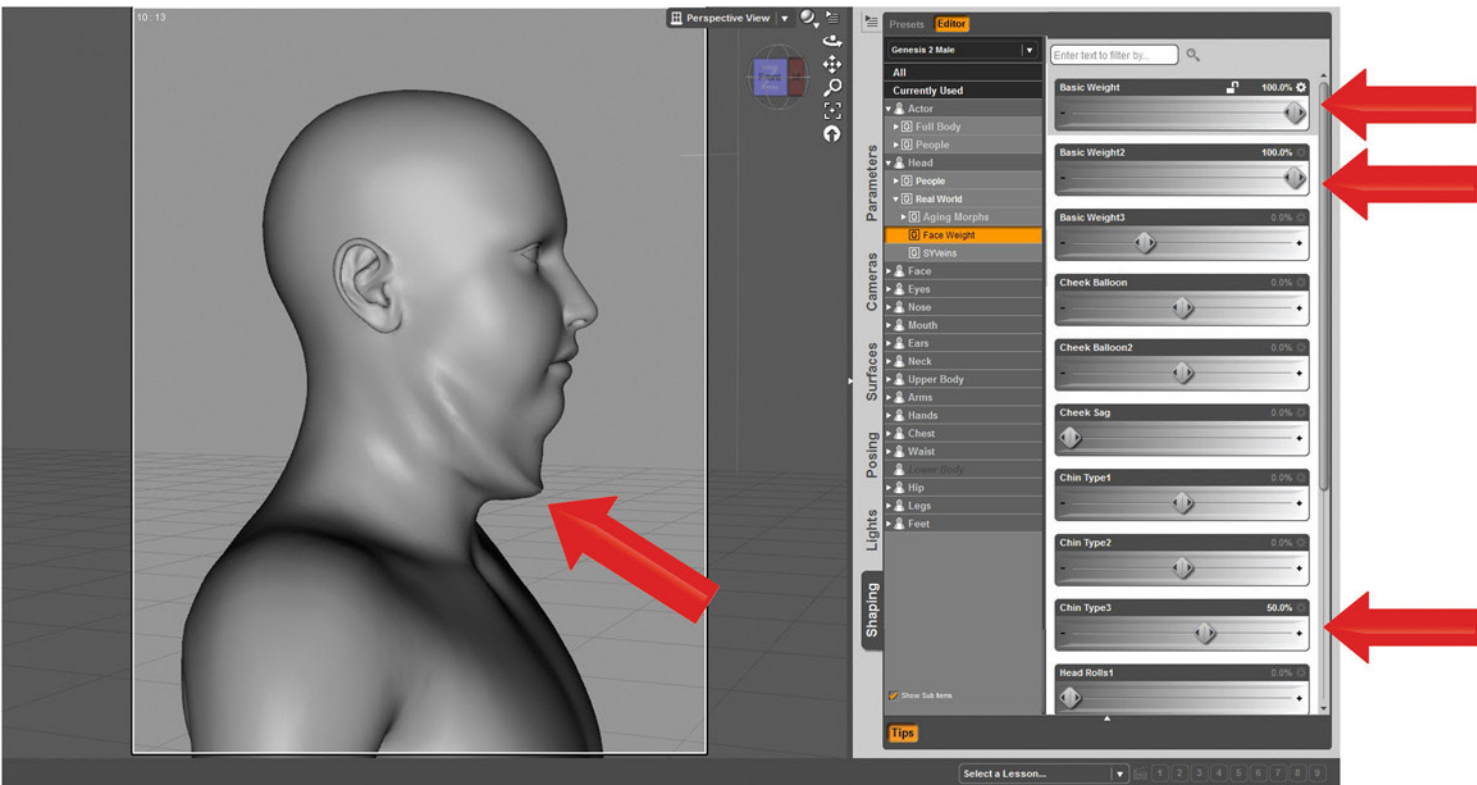 10 : 13
Perspective View
Front
Presets Editor
Genesis 2 Male
Enter text to filter by...
All
Currently Used
Actor
Full Body
People
Head
People
Real World
Aging Morphs
Face Weight
SYVeins
Face
Eyes
Nose
Mouth
Ears
Neck
Upper Body
Arms
Hands
Chest
Waist
Lower Body
Hip
Legs
Feet
Show Sub Items
Parameters
Cameras
Surfaces
Posing
Lights
Shaping
Basic Weight 100.0%
Basic Weight2 100.0%
Basic Weight3 0.0%
Cheek Balloon 0.0%
Cheek Balloon2 0.0%
Cheek Sag 0.0%
Chin Type1 0.0%
Chin Type2 0.0%
Chin Type3 50.0%
Head Rolls1 0.0%
Tips
Select a Lesson... 1 2 3 4 5 6 7 8 9